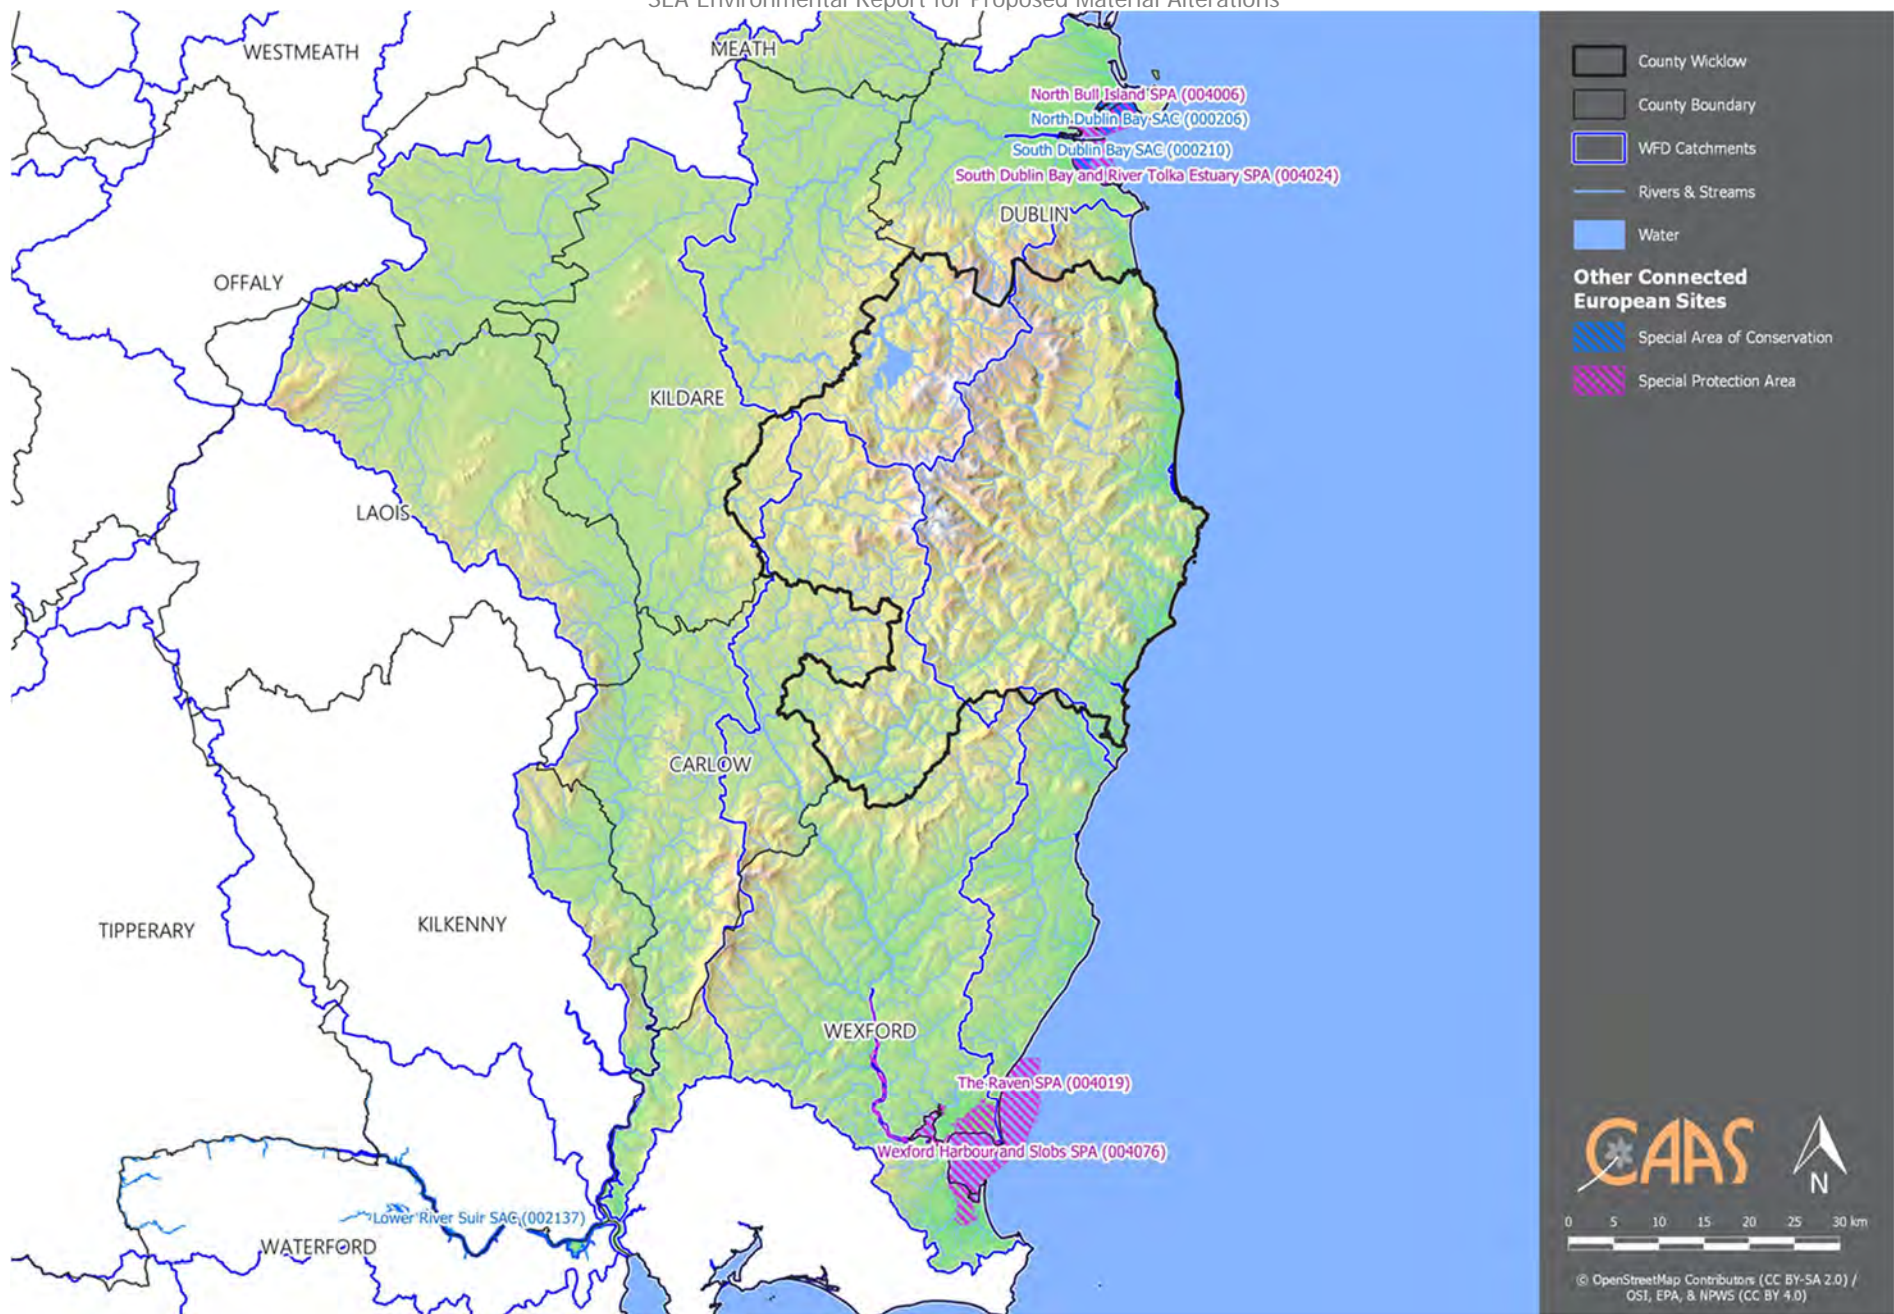 SEA Environmental Report for Proposed Material Alterations
WESTMEATH
MEATH
North Bull Island SPA (004006)
North Dublin Bay SAC (000206)
South Dublin Bay SAC (000210)
South Dublin Bay and River Tolka Estuary SPA (004024)
DUBLIN
OFFALY
KILDARE
LAOIS
CARLOW
TIPPERARY
KILKENNY
WEXFORD
The Raven SPA (004019)
Wexford Harbour and Slobs SPA (004076)
Lower River Suir SAC (002137)
WATERFORD
County Wicklow
County Boundary
WFD Catchments
Rivers & Streams
Water
Other Connected
European Sites
Special Area of Conservation
Special Protection Area
CAAS
N
0 5 10 15 20 25 30 km
© OpenStreetMap Contributors (CC BY-SA 2.0) /
OSI, EPA, & NPWS (CC BY 4.0)